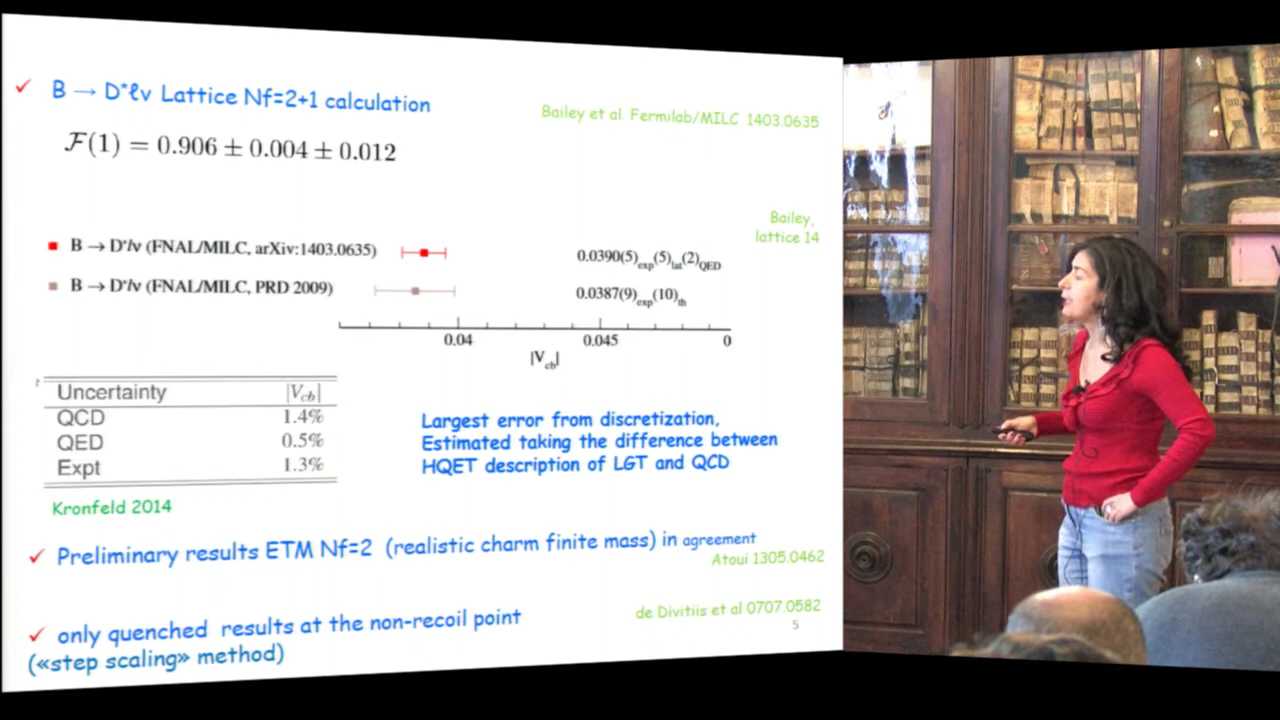 ✓ B → D*ℓν Lattice Nf=2+1 calculation
Bailey et al. Fermilab/MILC 1403.0635
F(1) = 0.906 ± 0.004 ± 0.012
Bailey,
lattice 14
B → D*lν (FNAL/MILC, arXiv:1403.0635)
0.0390(5)exp(5)lat(2)QED
B → D*lν (FNAL/MILC, PRD 2009)
0.0387(9)exp(10)th
0.04 0.045 0
|Vcb|
Uncertainty |Vcb|
QCD 1.4%
QED 0.5%
Expt 1.3%
Largest error from discretization,
Estimated taking the difference between
HQET description of LGT and QCD
Kronfeld 2014
✓ Preliminary results ETM Nf=2 (realistic charm finite mass) in agreement
Atoui 1305.0462
de Divitiis et al 0707.0582
✓ only quenched results at the non-recoil point
(«step scaling» method)
5